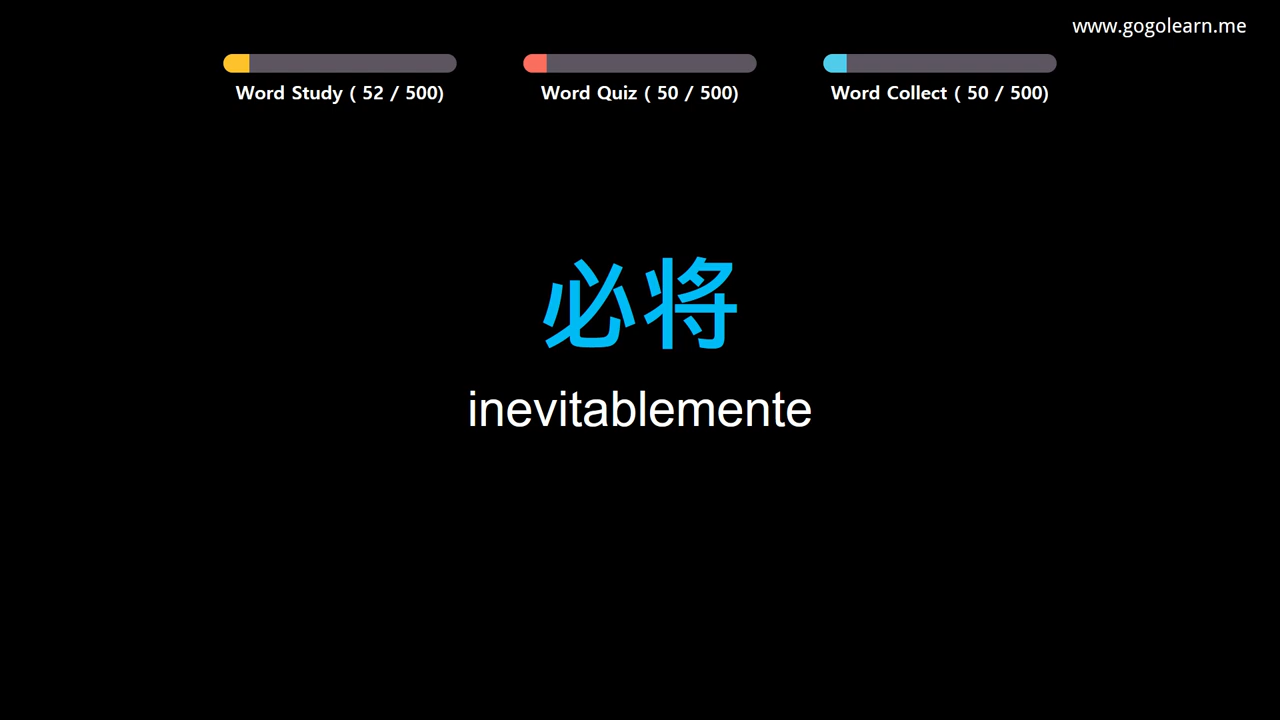 www.gogolearn.me
Word Study ( 52 / 500)
Word Quiz ( 50 / 500)
Word Collect ( 50 / 500)
必将
inevitablemente